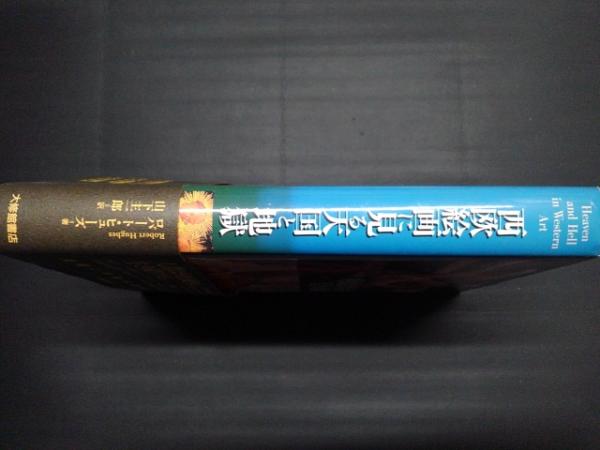 Heaven
and Hell
in Western
Art
西欧絵画に見る天国と地獄
Robert Hughes
ロバート・ヒューズ 著
山下圭一郎 訳
大修館書店